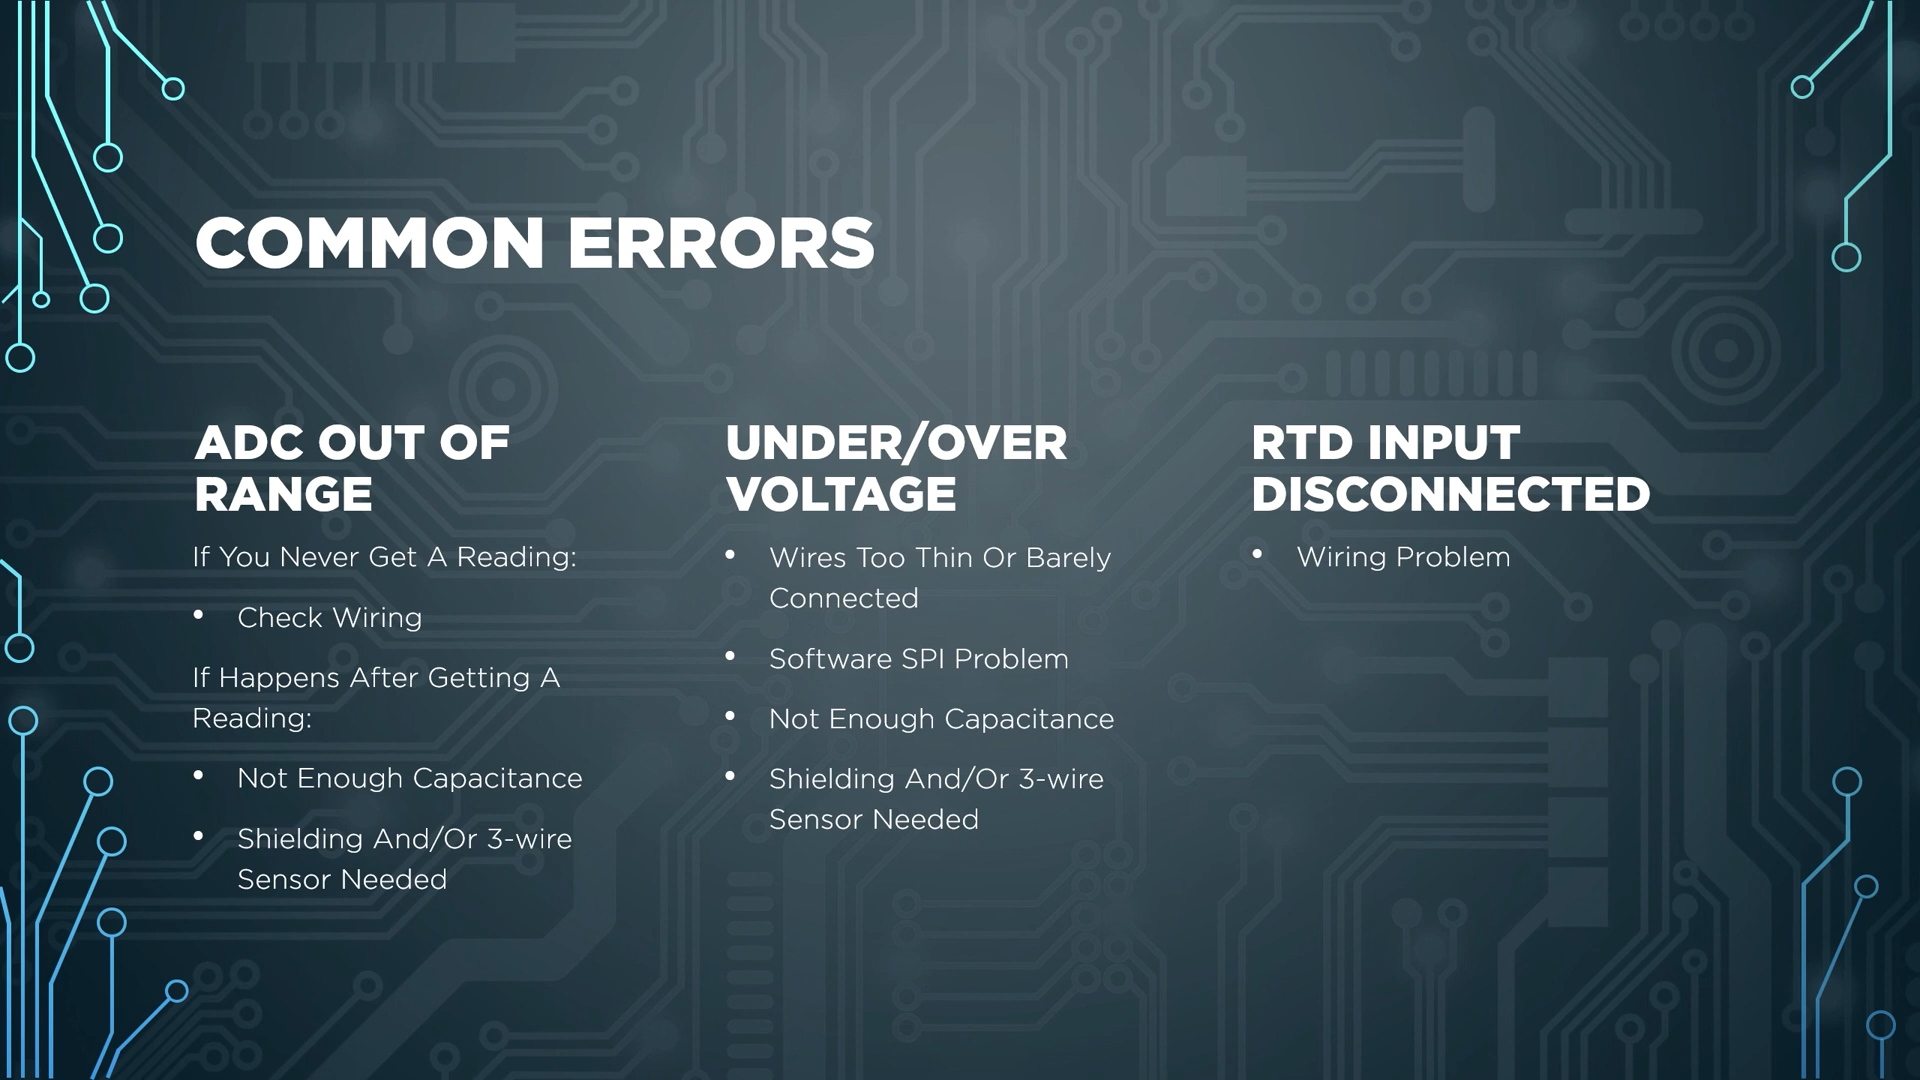 COMMON ERRORS
ADC OUT OF
RANGE
If You Never Get A Reading:
• Check Wiring
If Happens After Getting A
Reading:
• Not Enough Capacitance
• Shielding And/Or 3-wire
Sensor Needed
UNDER/OVER
VOLTAGE
• Wires Too Thin Or Barely
Connected
• Software SPI Problem
• Not Enough Capacitance
• Shielding And/Or 3-wire
Sensor Needed
RTD INPUT
DISCONNECTED
• Wiring Problem